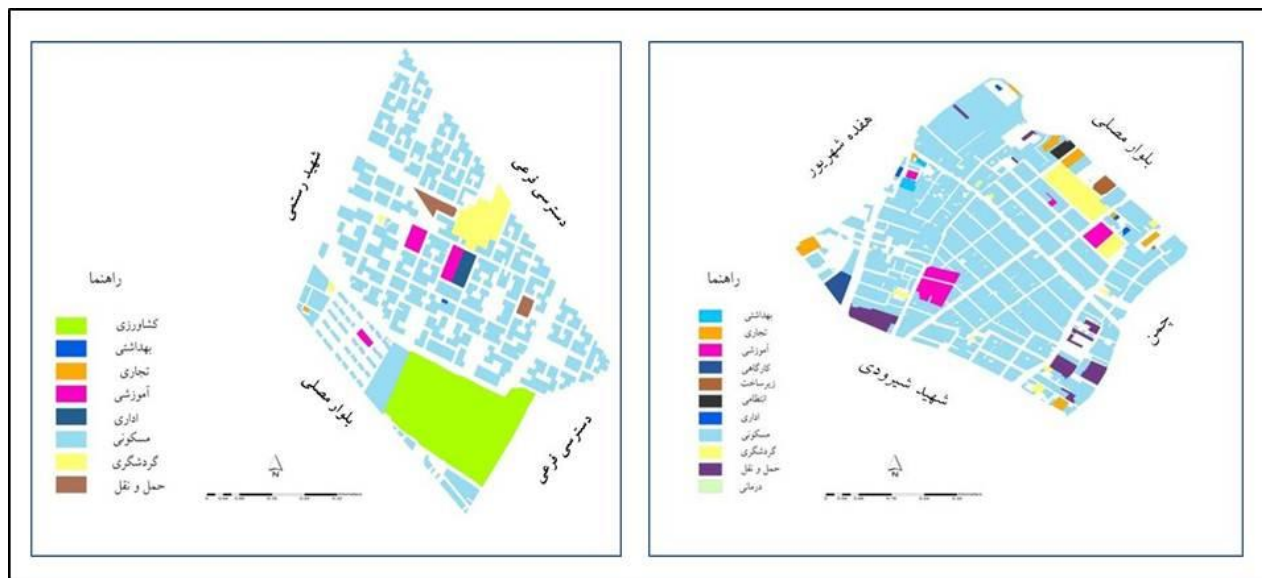 شهید رستمی
دسترسی فرعی
راهنما
کشاورزی
بهداشتی
تجاری
آموزشی
اداری
مسکونی
گردشگری
حمل و نقل
بلوار مصلی
دسترسی فرعی
N
هفده شهریور
بلوار مصلی
راهنما
بهداشتی
تجاری
آموزشی
کارگاهی
زیرساخت
انتظامی
اداری
مسکونی
گردشگری
حمل و نقل
درمانی
چمن
شهید شیرودی
N